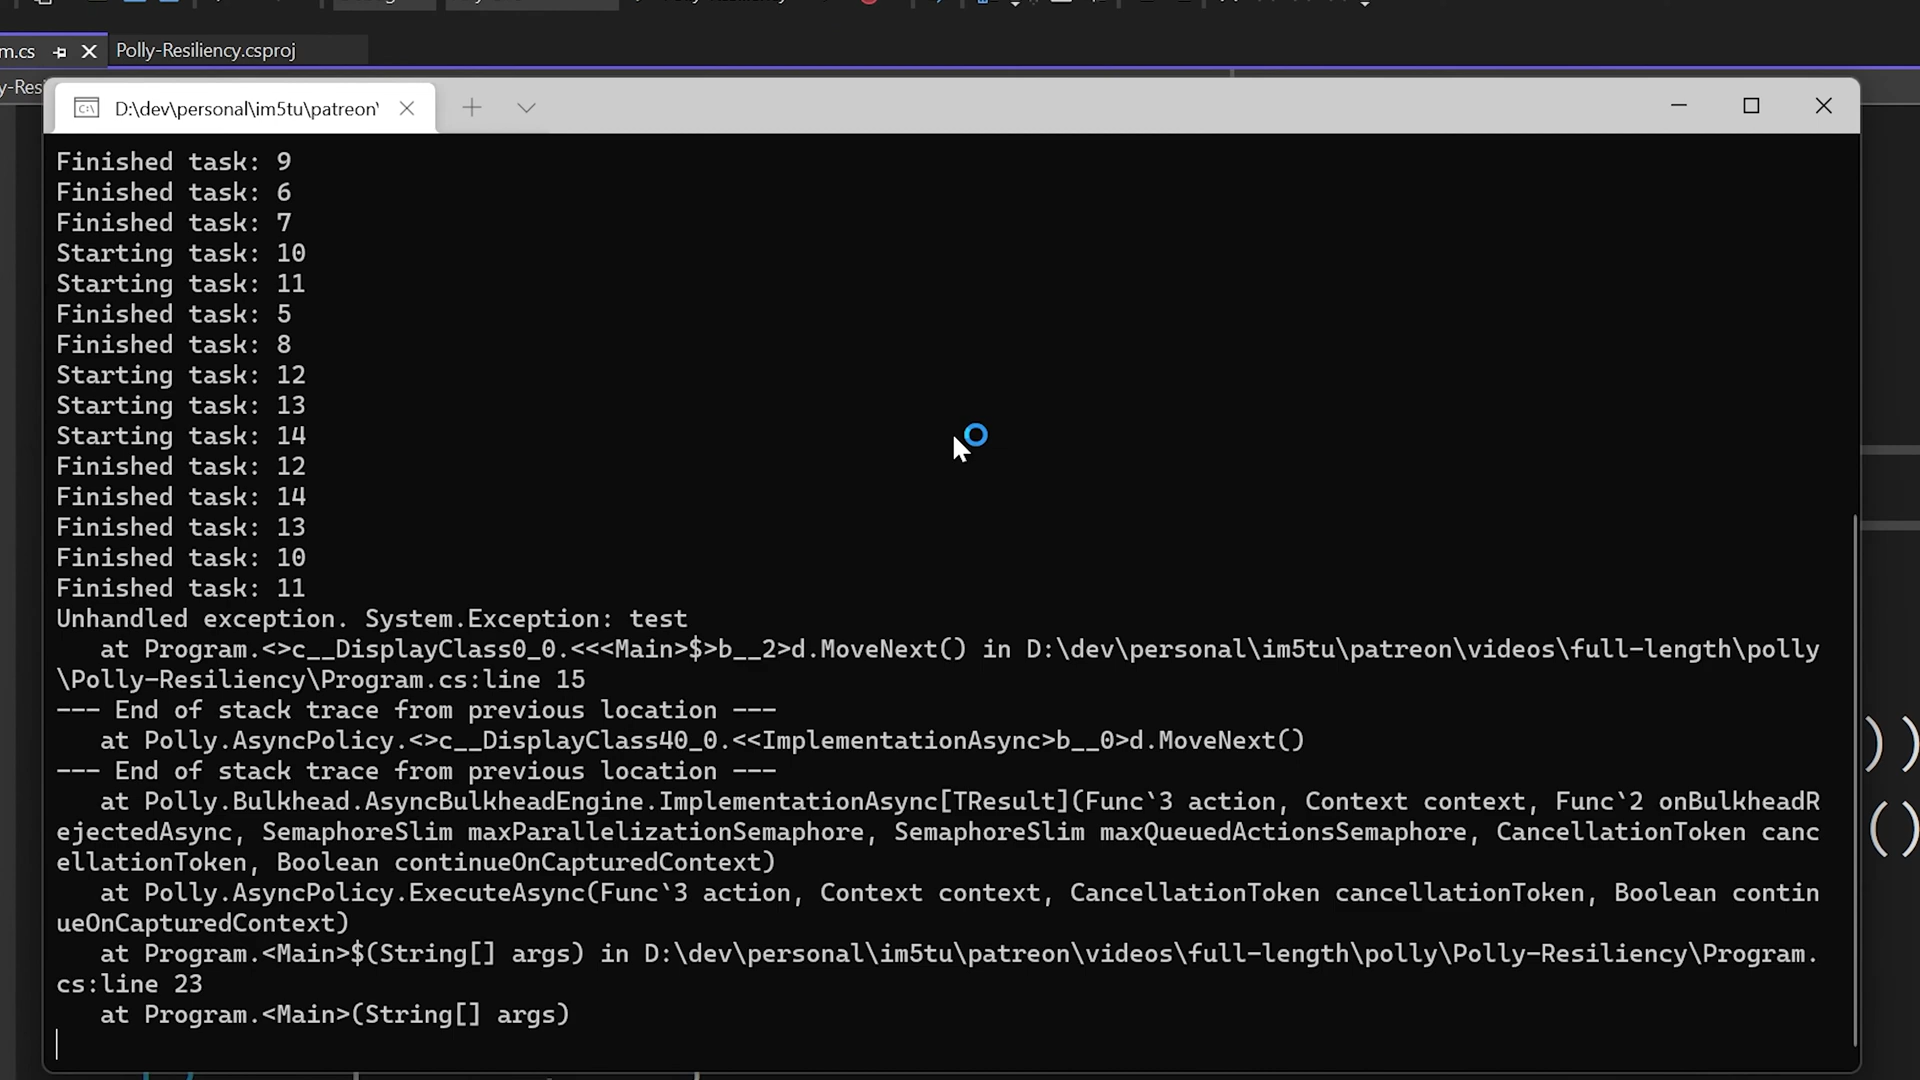 m.cs
Polly-Resiliency.csproj
D:\dev\personal\im5tu\patreon\
Finished task: 9
Finished task: 6
Finished task: 7
Starting task: 10
Starting task: 11
Finished task: 5
Finished task: 8
Starting task: 12
Starting task: 13
Starting task: 14
Finished task: 12
Finished task: 14
Finished task: 13
Finished task: 10
Finished task: 11
Unhandled exception. System.Exception: test
   at Program.<>c__DisplayClass0_0.<<<Main>$>b__2>d.MoveNext() in D:\dev\personal\im5tu\patreon\videos\full-length\polly
\Polly-Resiliency\Program.cs:line 15
--- End of stack trace from previous location ---
   at Polly.AsyncPolicy.<>c__DisplayClass40_0.<<ImplementationAsync>b__0>d.MoveNext()
--- End of stack trace from previous location ---
   at Polly.Bulkhead.AsyncBulkheadEngine.ImplementationAsync[TResult](Func`3 action, Context context, Func`2 onBulkheadR
ejectedAsync, SemaphoreSlim maxParallelizationSemaphore, SemaphoreSlim maxQueuedActionsSemaphore, CancellationToken canc
ellationToken, Boolean continueOnCapturedContext)
   at Polly.AsyncPolicy.ExecuteAsync(Func`3 action, Context context, CancellationToken cancellationToken, Boolean contin
ueOnCapturedContext)
   at Program.<Main>$(String[] args) in D:\dev\personal\im5tu\patreon\videos\full-length\polly\Polly-Resiliency\Program.
cs:line 23
   at Program.<Main>(String[] args)
))
()